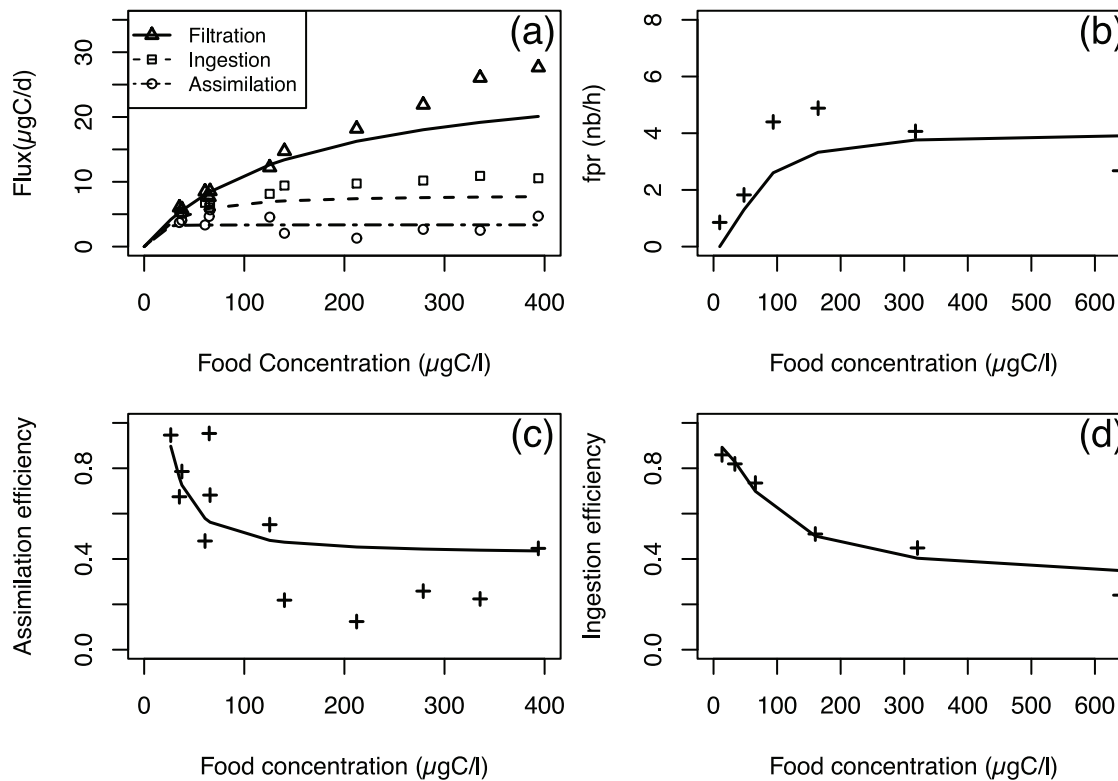 (a)
Filtration
Ingestion
Assimilation
Flux(µgC/d)
0 10 20 30
0 100 200 300 400
Food Concentration (µgC/l)
(b)
fpr (nb/h)
0 2 4 6 8
0 100 200 300 400 500 600
Food concentration (µgC/l)
(c)
Assimilation efficiency
0.0 0.4 0.8
0 100 200 300 400
Food concentration (µgC/l)
(d)
Ingestion efficiency
0.0 0.4 0.8
0 100 200 300 400 500 600
Food concentration (µgC/l)